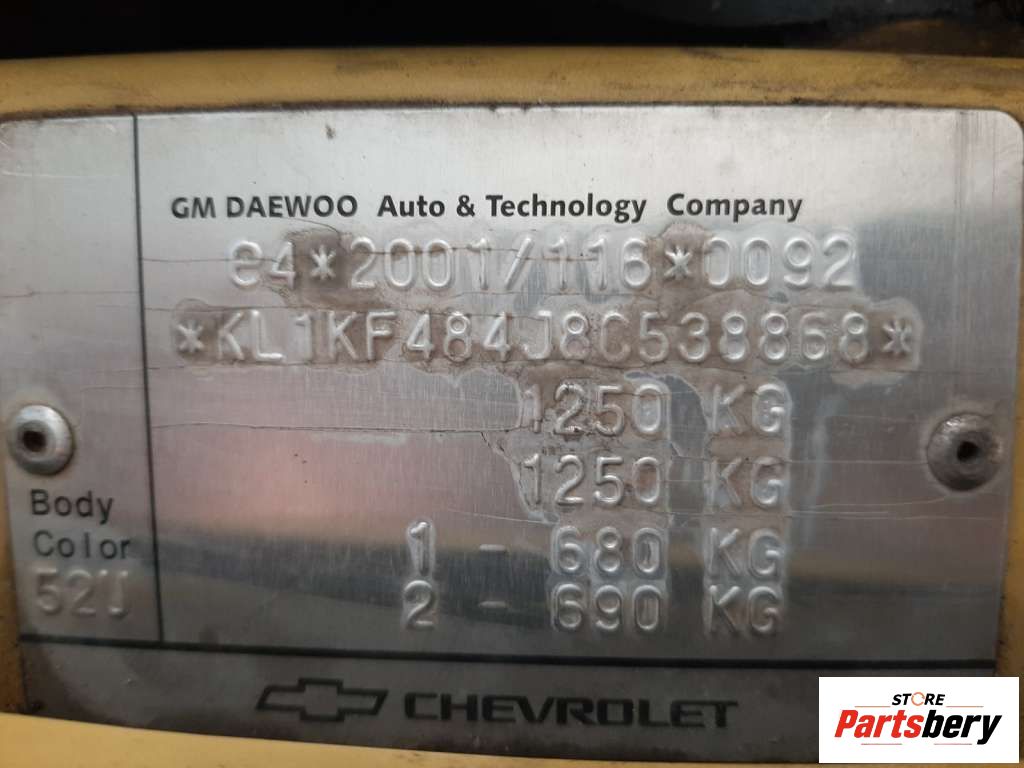 GM DAEWOO Auto & Technology Company
e4*2001/116*0092
*KL1KF484J8C538868*
1250 KG
1250 KG
1 - 680 KG
2 - 690 KG
Body
Color
52U
CHEVROLET
STORE
Partsbery